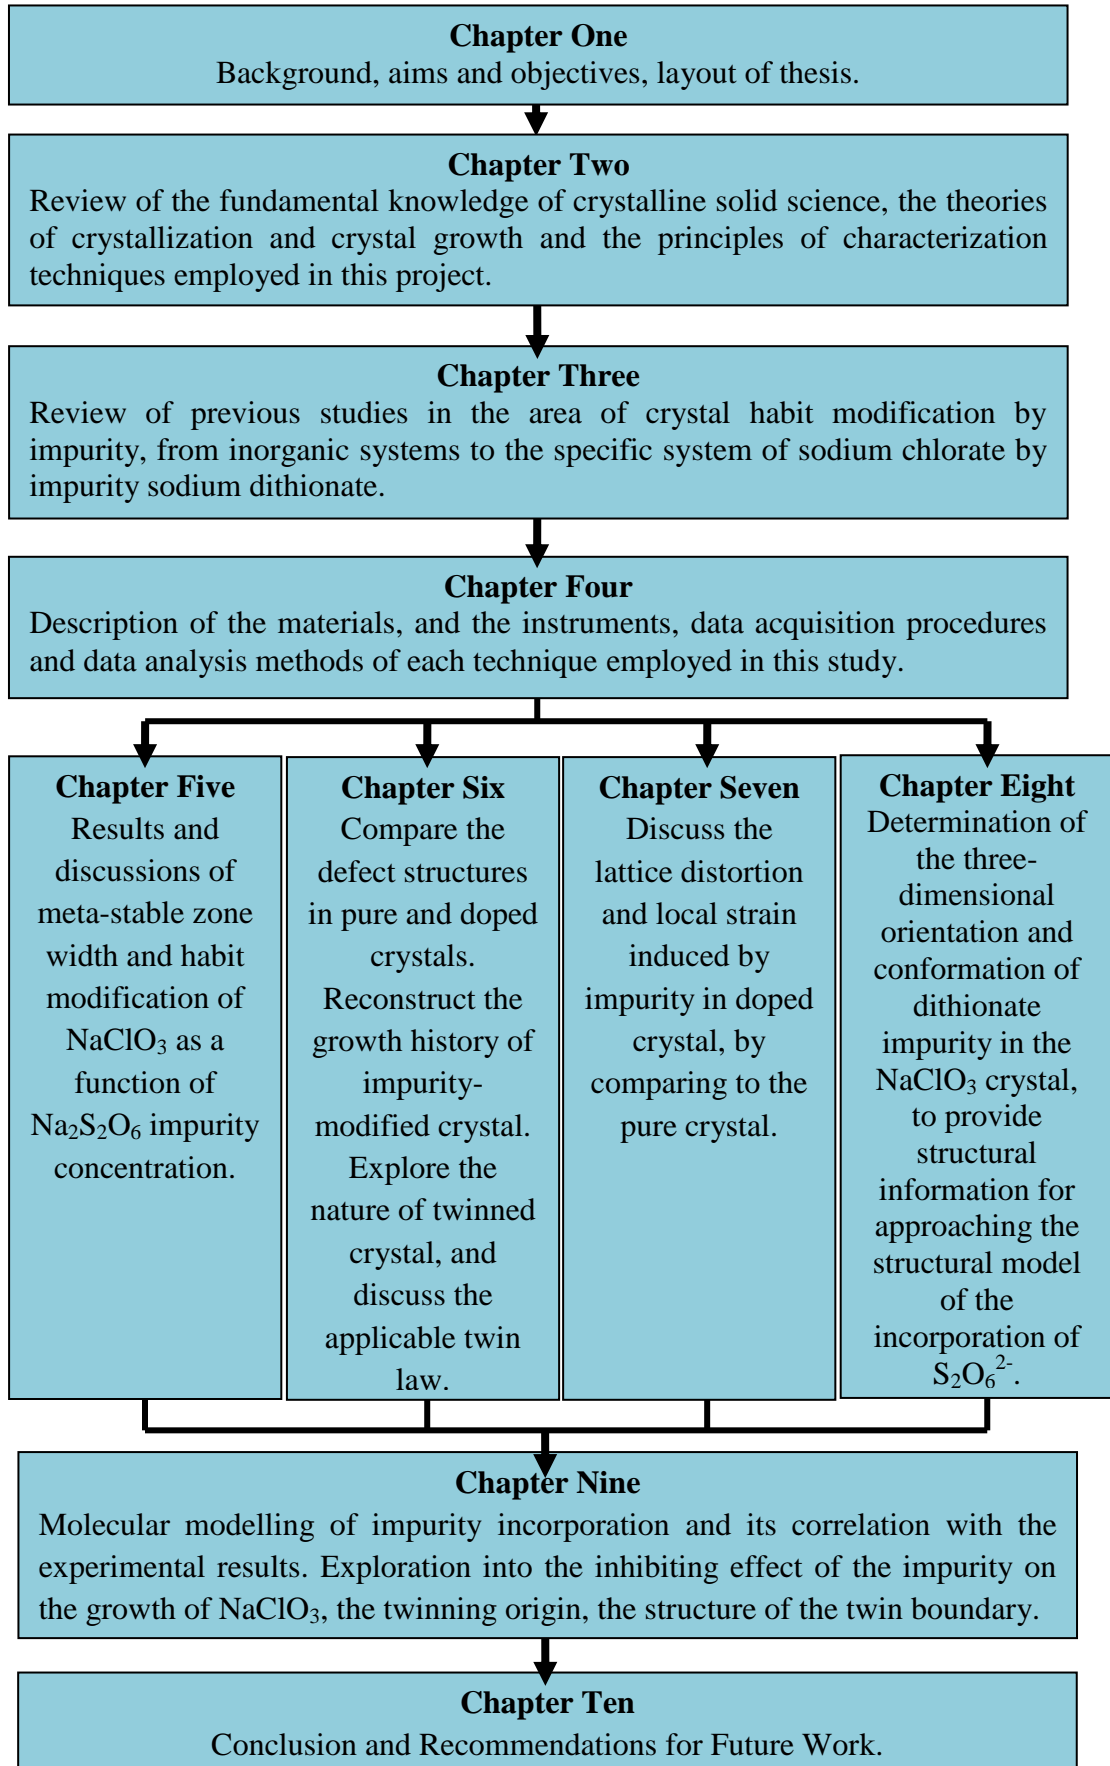 Chapter One
Background, aims and objectives, layout of thesis.
Chapter Two
Review of the fundamental knowledge of crystalline solid science, the theories
of crystallization and crystal growth and the principles of characterization
techniques employed in this project.
Chapter Three
Review of previous studies in the area of crystal habit modification by
impurity, from inorganic systems to the specific system of sodium chlorate by
impurity sodium dithionate.
Chapter Four
Description of the materials, and the instruments, data acquisition procedures
and data analysis methods of each technique employed in this study.
Chapter Five
Results and
discussions of
meta-stable zone
width and habit
modification of
NaClO₃ as a
function of
Na₂S₂O₆ impurity
concentration.
Chapter Six
Compare the
defect structures
in pure and doped
crystals.
Reconstruct the
growth history of
impurity-
modified crystal.
Explore the
nature of twinned
crystal, and
discuss the
applicable twin
law.
Chapter Seven
Discuss the
lattice distortion
and local strain
induced by
impurity in doped
crystal, by
comparing to the
pure crystal.
Chapter Eight
Determination of
the three-
dimensional
orientation and
conformation of
dithionate
impurity in the
NaClO₃ crystal,
to provide
structural
information for
approaching the
structural model
of the
incorporation of
S₂O₆²⁻.
Chapter Nine
Molecular modelling of impurity incorporation and its correlation with the
experimental results. Exploration into the inhibiting effect of the impurity on
the growth of NaClO₃, the twinning origin, the structure of the twin boundary.
Chapter Ten
Conclusion and Recommendations for Future Work.